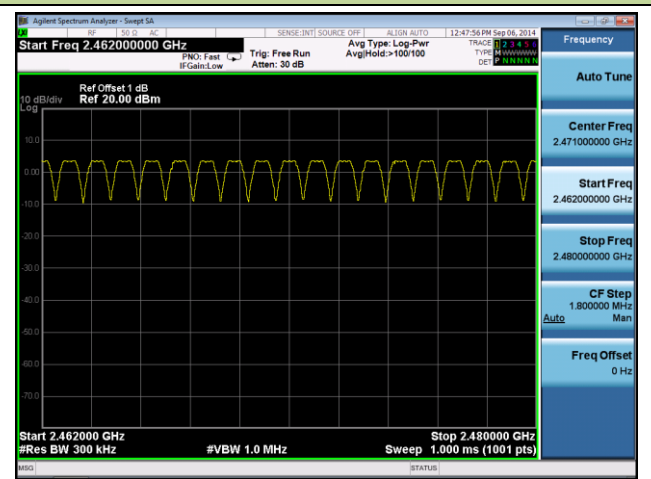 Agilent Spectrum Analyzer - Swept SA
RF 50 Ω AC SENSE:INT SOURCE OFF ALIGN AUTO 12:47:56 PM Sep 06, 2014
Start Freq 2.462000000 GHz
PNO: Fast
IFGain:Low
Trig: Free Run
Atten: 30 dB
Avg Type: Log-Pwr
Avg|Hold:>100/100
TRACE 1 2 3 4 5 6
TYPE M
DET P N N N N N
Ref Offset 1 dB
10 dB/div Ref 20.00 dBm
Log
10.0
0.00
-10.0
-20.0
-30.0
-40.0
-50.0
-60.0
-70.0
Start 2.462000 GHz Stop 2.480000 GHz
#Res BW 300 kHz #VBW 1.0 MHz Sweep 1.000 ms (1001 pts)
MSG STATUS
Frequency
Auto Tune
Center Freq
2.471000000 GHz
Start Freq
2.462000000 GHz
Stop Freq
2.480000000 GHz
CF Step
1.800000 MHz
Auto Man
Freq Offset
0 Hz